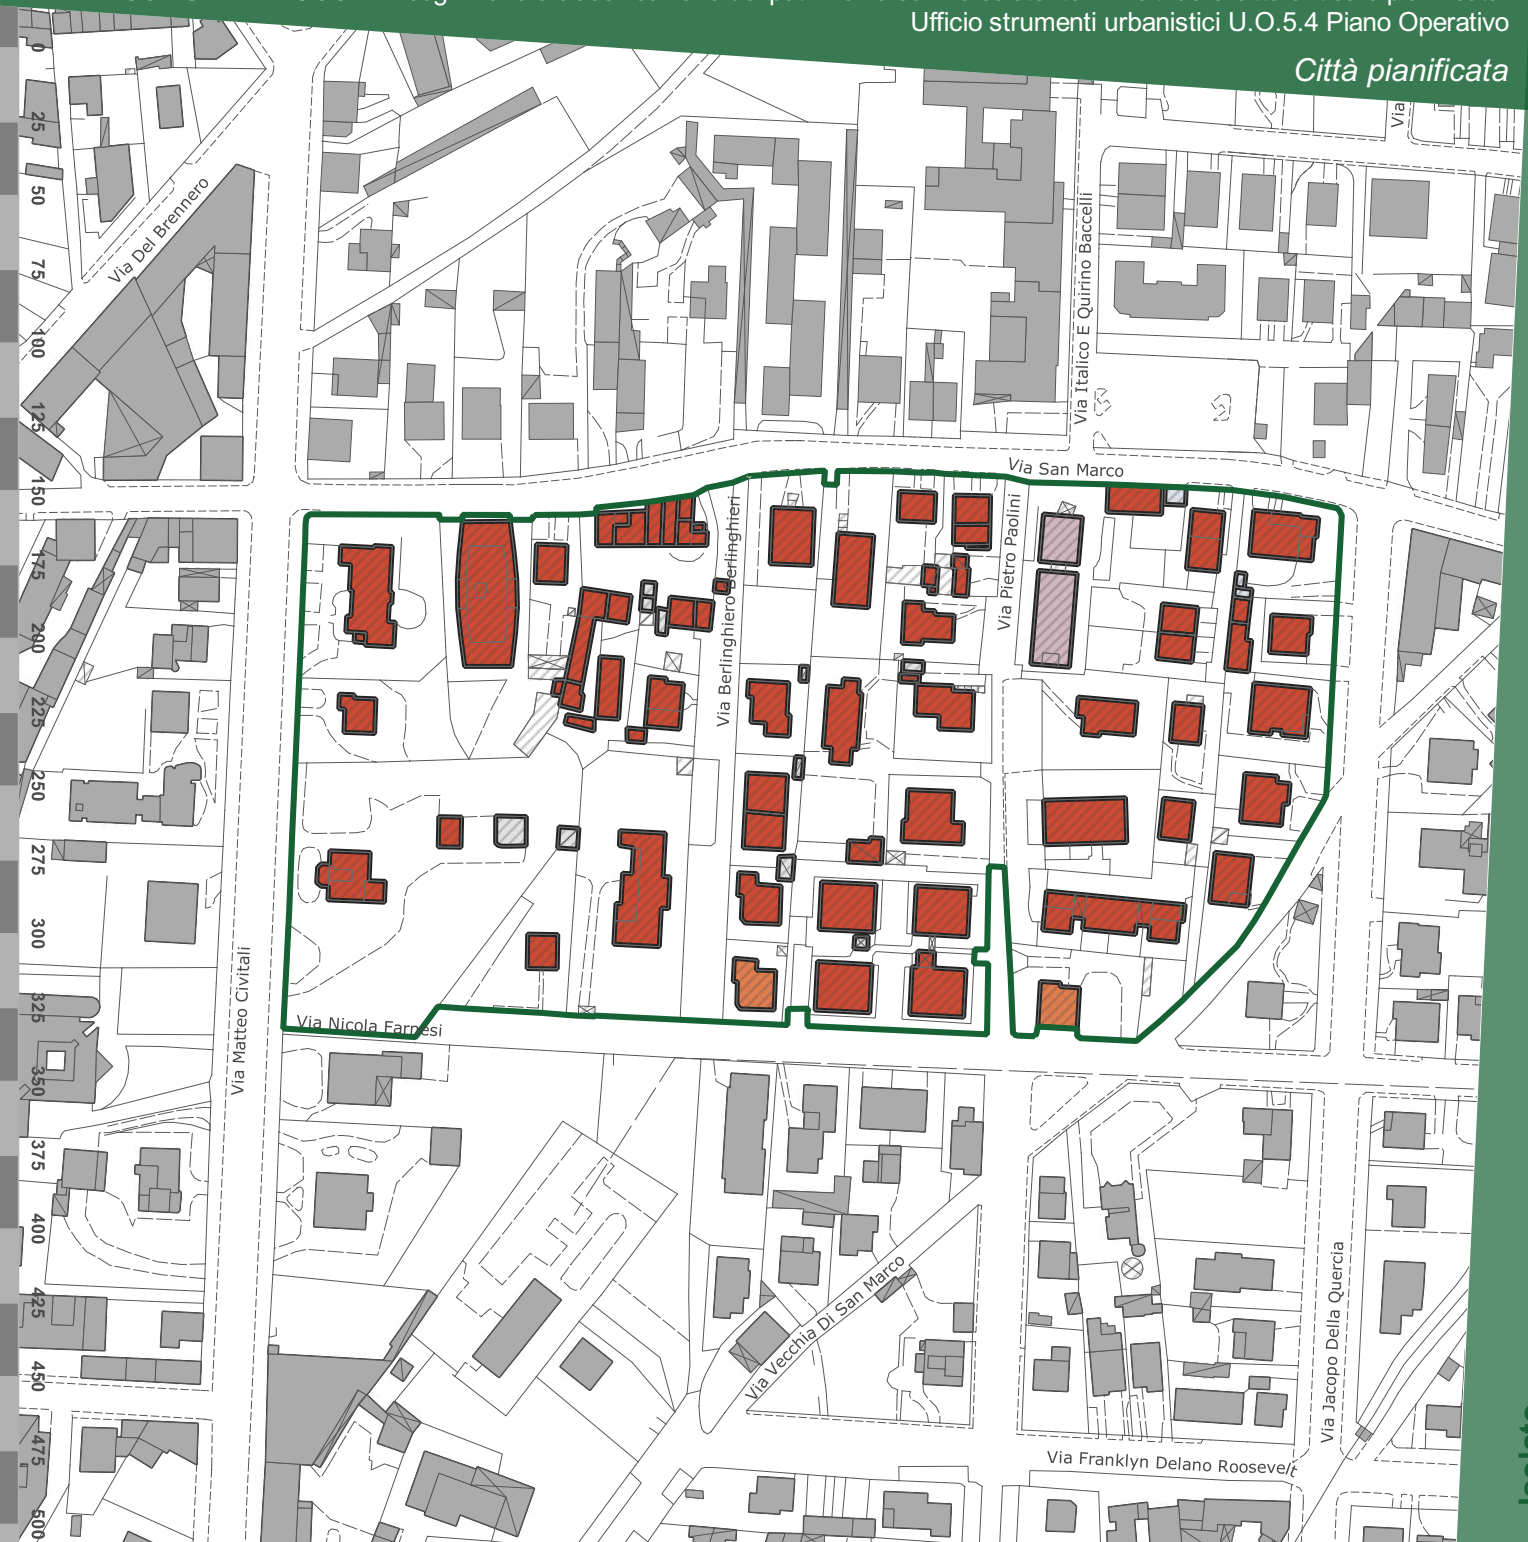 Ufficio strumenti urbanistici U.O.5.4 Piano Operativo
Città pianificata
0
25
50
75
100
125
150
175
200
225
250
275
300
325
350
375
400
425
450
475
500
Via Del Brennero
Via
Via Italico E Quirino Baccelli
Via San Marco
Via Berlinghiero Berlinghieri
Via Pietro Paolini
Via Matteo Civitali
Via Nicola Farnesi
Via Vecchia Di San Marco
Via Jacopo Della Quercia
Via Franklyn Delano Roosevelt